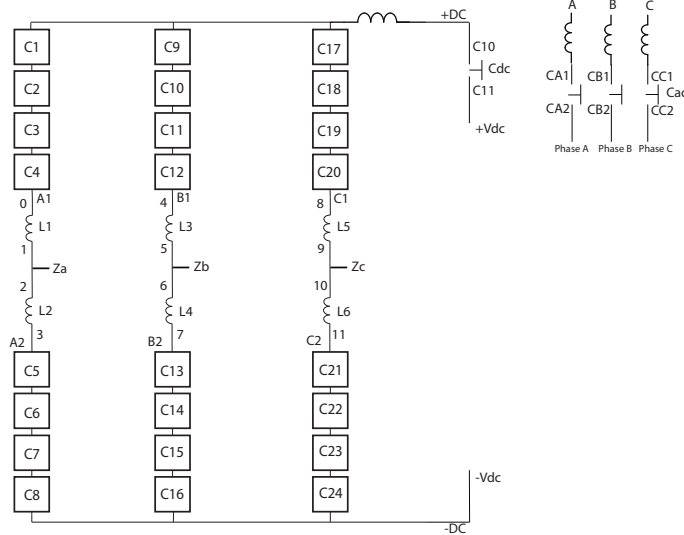 A B C
+DC
C1 C9 C17
C10
Cdc
C11
C2 C10 C18
CA1 CB1 CC1
Cac
CA2 CB2 CC2
C3 C11 C19
+Vdc
Phase A Phase B Phase C
C4 C12 C20
0 A1 4 B1 8 C1
L1 L3 L5
1 5 9
Za Zb Zc
2 6 10
L2 L4 L6
3 7 11
A2 B2 C2
C5 C13 C21
C6 C14 C22
C7 C15 C23
-Vdc
C8 C16 C24
-DC